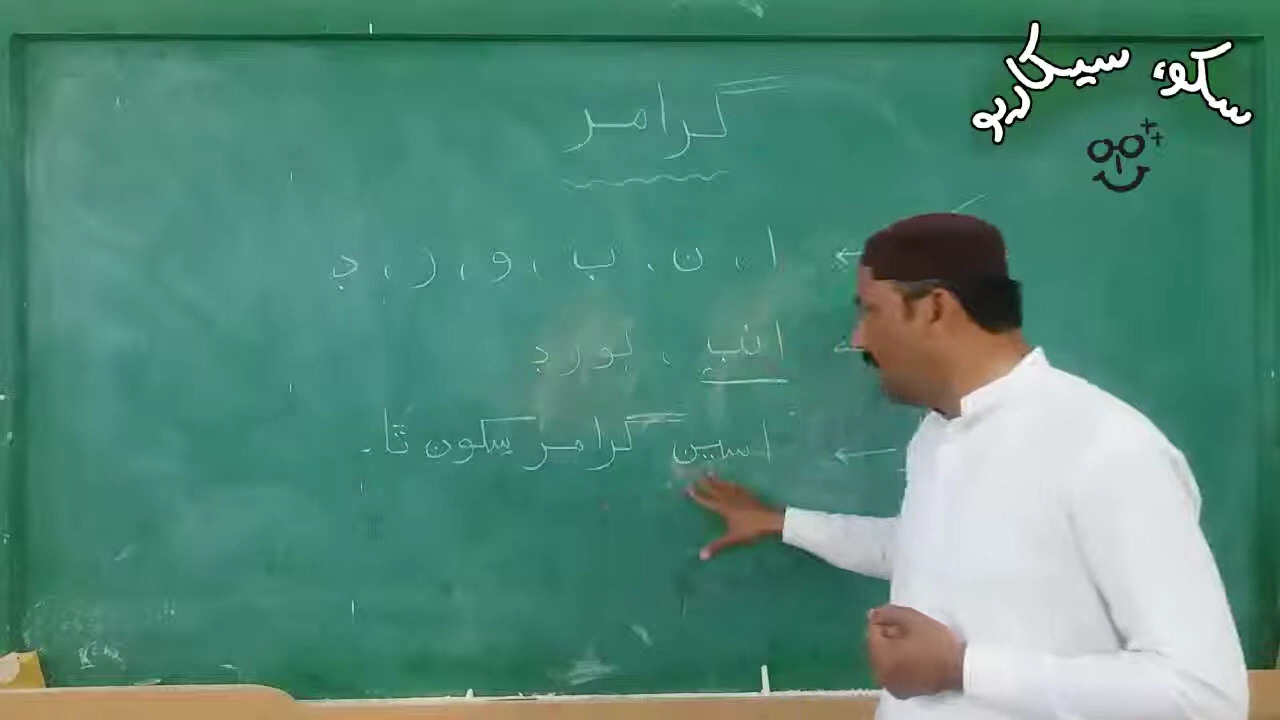 سکو، سيکاريو
گرامر
← ا، ن، ب، و، ر، ڊ
انب ، بورڊ
← اسين گرامر سکون ٿا.